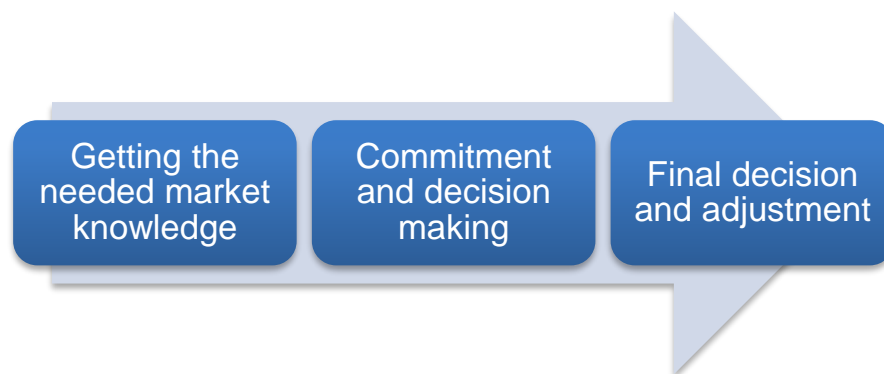 Getting the
needed market
knowledge
Commitment
and decision
making
Final decision
and adjustment